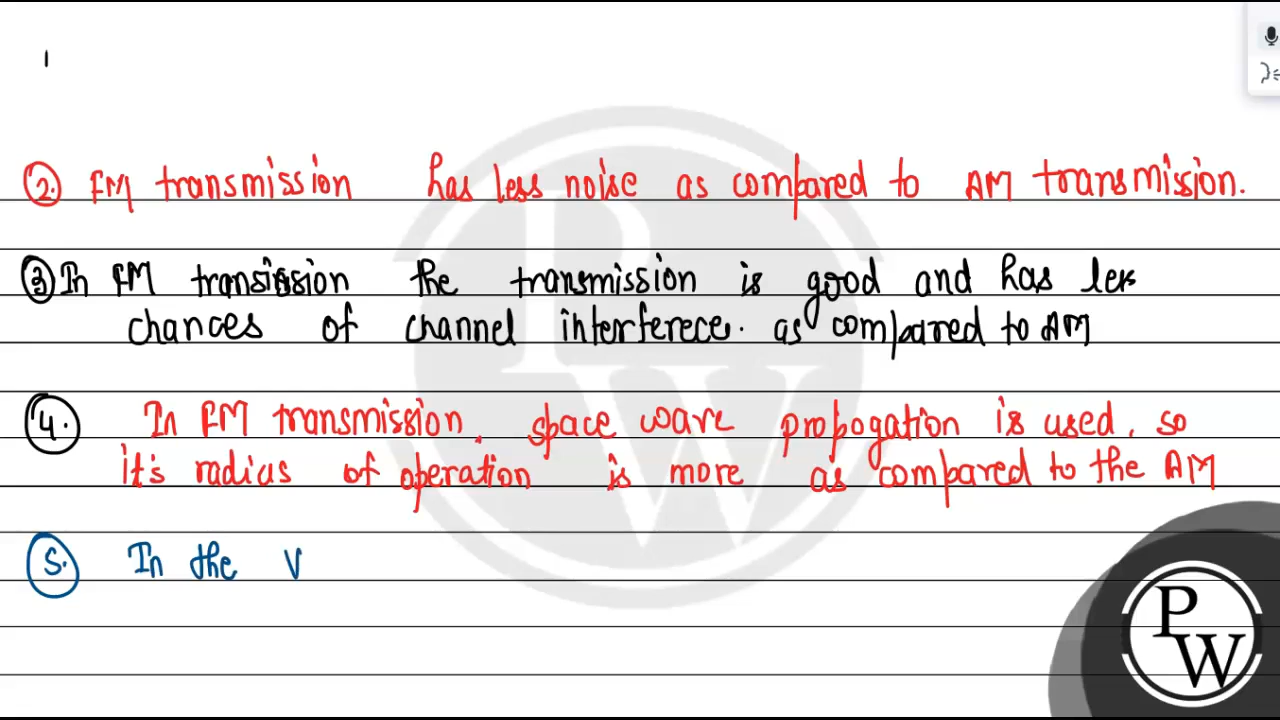 2. FM transmission has less noise as compared to AM transmission.
3 In FM transission the transmission is good and has less
chances of channel interferece. as compared to AM
4. In FM transmission. space wave propogation is used, so
it's radius of operation is more as compared to the AM
5. In the V
PW
PW